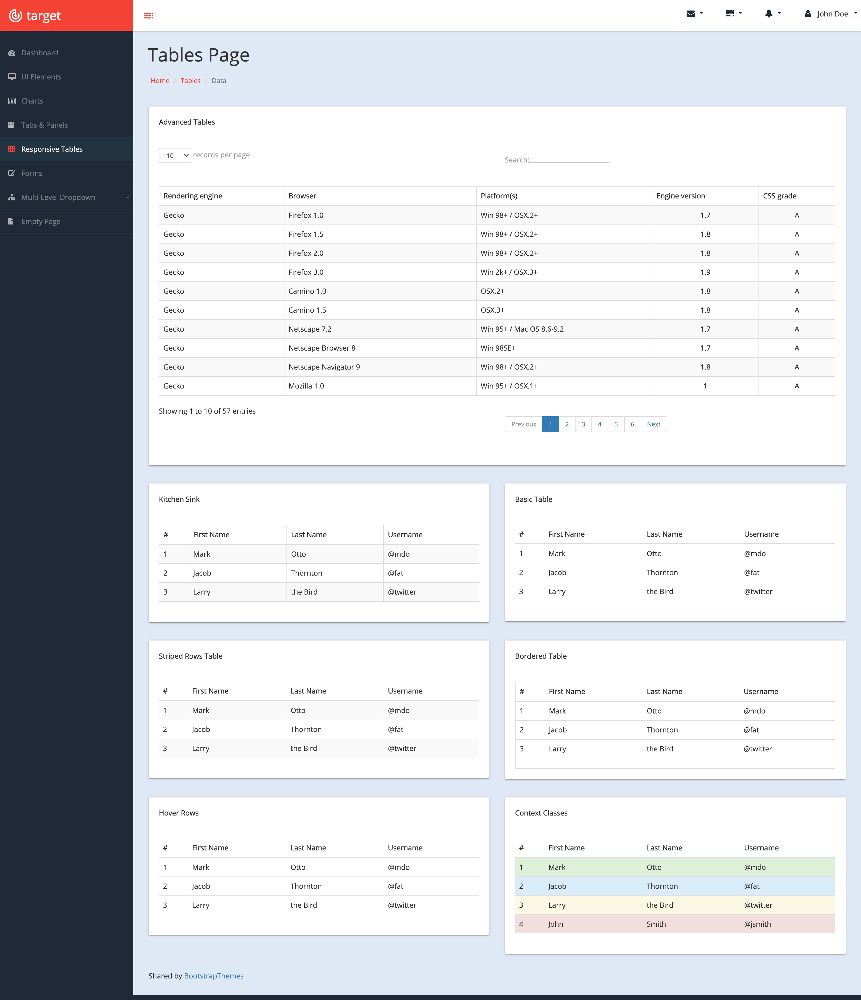 target
John Doe
Dashboard
UI Elements
Charts
Tabs & Panels
Responsive Tables
Forms
Multi-Level Dropdown
Empty Page
Tables Page
Home / Tables / Data
Advanced Tables
10 records per page
Search:
Rendering engine Browser Platform(s) Engine version CSS grade
Gecko Firefox 1.0 Win 98+ / OSX.2+ 1.7 A
Gecko Firefox 1.5 Win 98+ / OSX.2+ 1.8 A
Gecko Firefox 2.0 Win 98+ / OSX.2+ 1.8 A
Gecko Firefox 3.0 Win 2k+ / OSX.3+ 1.9 A
Gecko Camino 1.0 OSX.2+ 1.8 A
Gecko Camino 1.5 OSX.3+ 1.8 A
Gecko Netscape 7.2 Win 95+ / Mac OS 8.6-9.2 1.7 A
Gecko Netscape Browser 8 Win 98SE+ 1.7 A
Gecko Netscape Navigator 9 Win 98+ / OSX.2+ 1.8 A
Gecko Mozilla 1.0 Win 95+ / OSX.1+ 1 A
Showing 1 to 10 of 57 entries
Previous 1 2 3 4 5 6 Next
Kitchen Sink
# First Name Last Name Username
1 Mark Otto @mdo
2 Jacob Thornton @fat
3 Larry the Bird @twitter
Basic Table
# First Name Last Name Username
1 Mark Otto @mdo
2 Jacob Thornton @fat
3 Larry the Bird @twitter
Striped Rows Table
# First Name Last Name Username
1 Mark Otto @mdo
2 Jacob Thornton @fat
3 Larry the Bird @twitter
Bordered Table
# First Name Last Name Username
1 Mark Otto @mdo
2 Jacob Thornton @fat
3 Larry the Bird @twitter
Hover Rows
# First Name Last Name Username
1 Mark Otto @mdo
2 Jacob Thornton @fat
3 Larry the Bird @twitter
Context Classes
# First Name Last Name Username
1 Mark Otto @mdo
2 Jacob Thornton @fat
3 Larry the Bird @twitter
4 John Smith @jsmith
Shared by BootstrapThemes